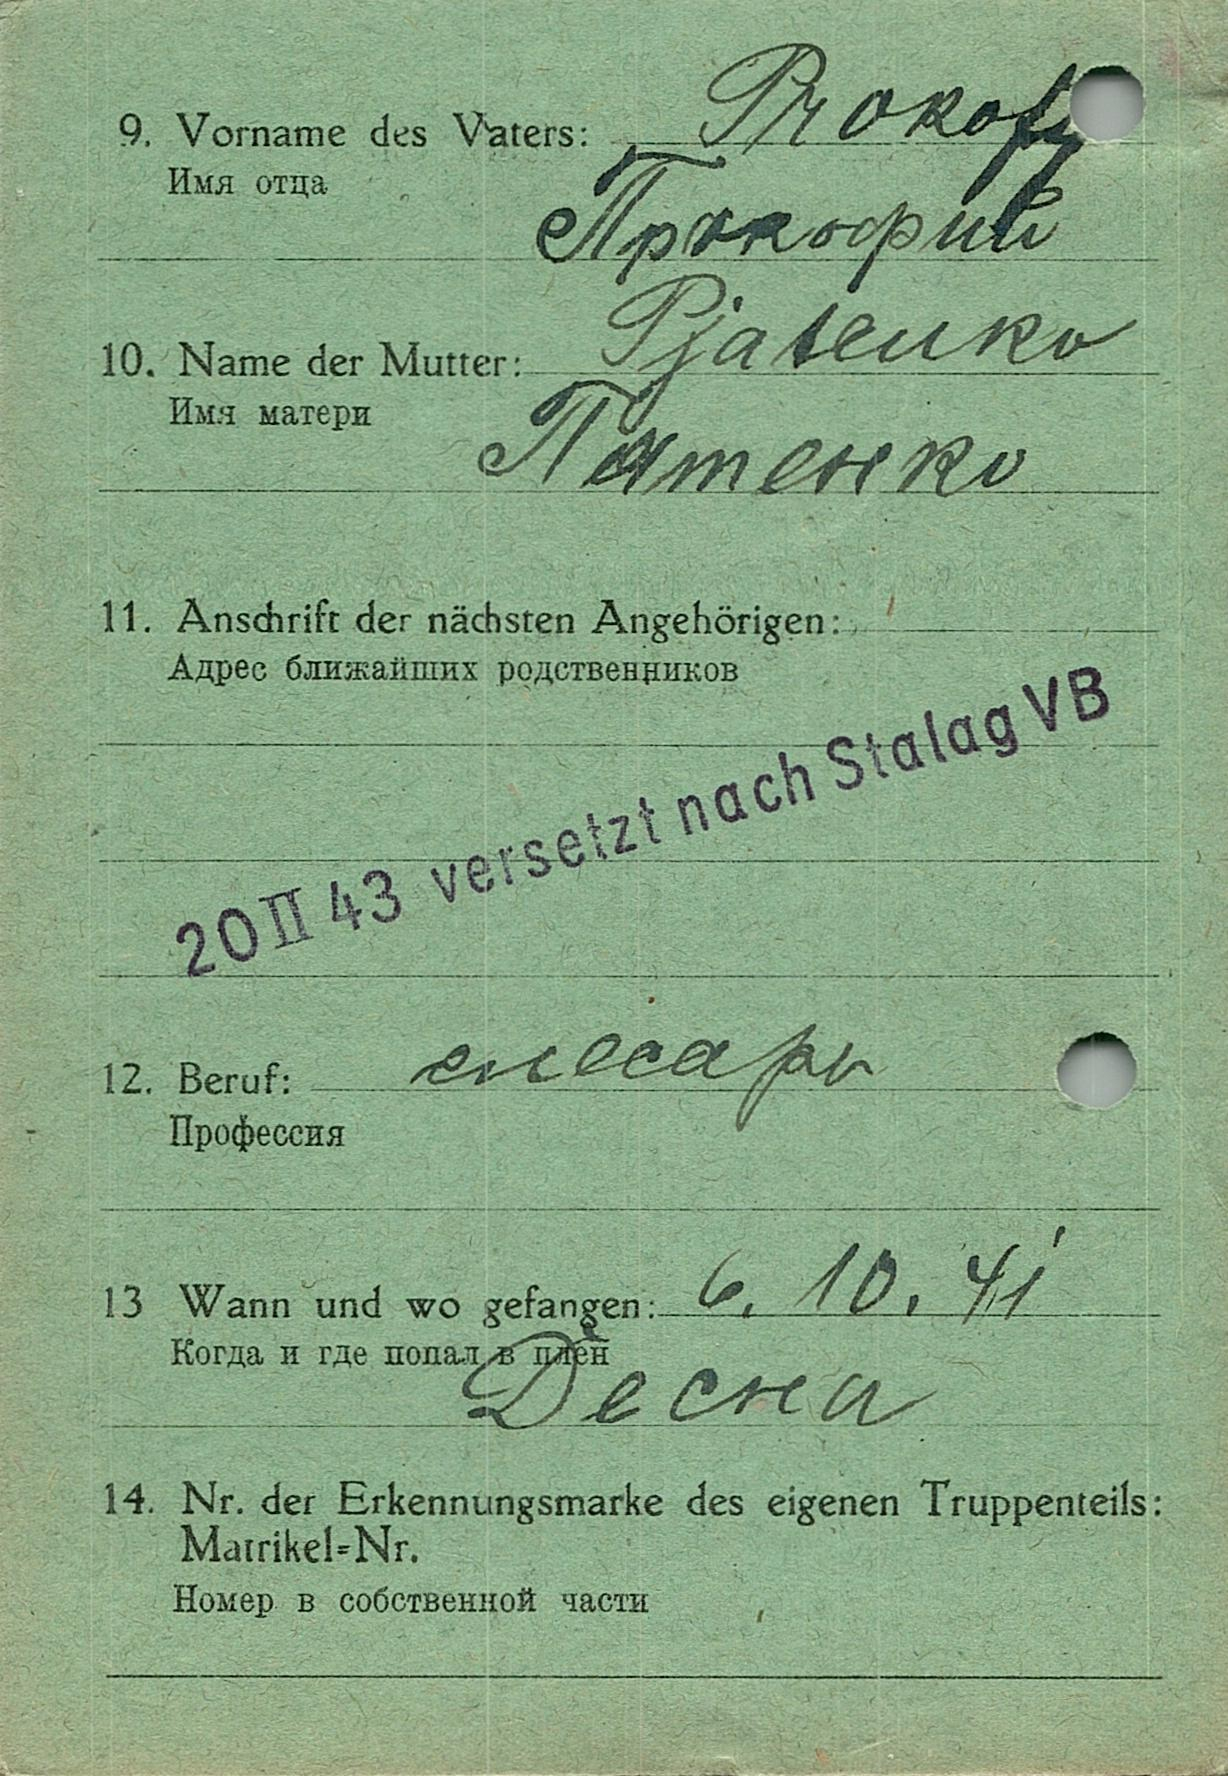 9. Vorname des Vaters: Prokofij
Имя отца
Прокофий
10. Name der Mutter: Pjatenko
Имя матери
Пятенко
11. Anschrift der nächsten Angehörigen:
Адрес ближайших родственников
20 II 43 versetzt nach Stalag VB
12. Beruf: слесарь
Профессия
13 Wann und wo gefangen: 6. 10. 41
Когда и где попал в плен
Десна
14. Nr. der Erkennungsmarke des eigenen Truppenteils:
Matrikel=Nr.
Номер в собственной части